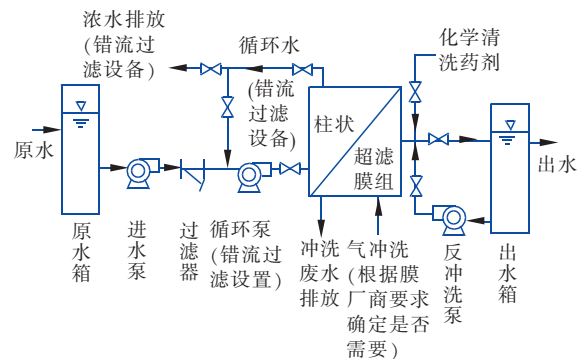 浓水排放
(错流过
滤设备)
循环水
(错流
过滤
设备)
化学清
洗药剂
原水
柱状
超滤
膜组
出水
原水箱
进水泵
过滤器
循环泵
(错流过
滤设置)
冲洗
废水
排放
气冲洗
(根据膜
厂商要求
确定是否
需要)
反冲洗泵
出水箱